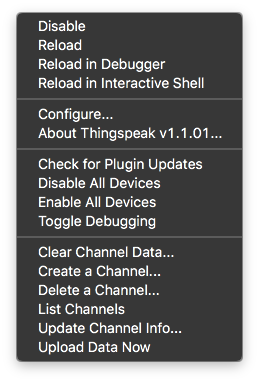 Disable
Reload
Reload in Debugger
Reload in Interactive Shell
Configure...
About Thingspeak v1.1.01...
Check for Plugin Updates
Disable All Devices
Enable All Devices
Toggle Debugging
Clear Channel Data...
Create a Channel...
Delete a Channel...
List Channels
Update Channel Info...
Upload Data Now